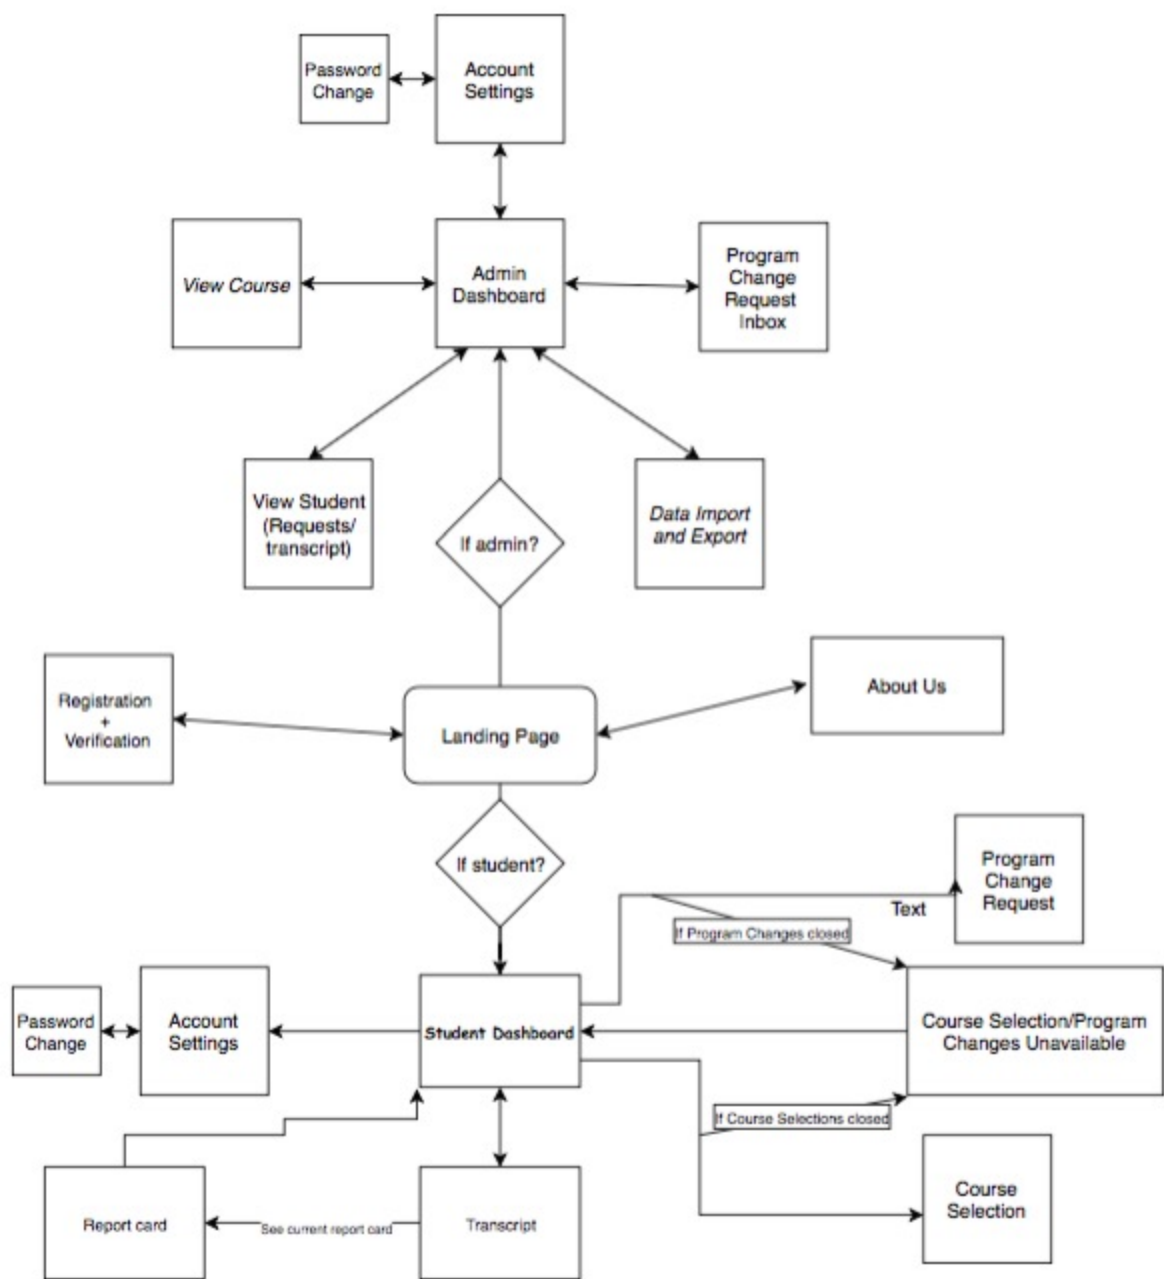 Password
Change
Account
Settings
View Course
Admin
Dashboard
Program
Change
Request
Inbox
View Student
(Requests/
transcript)
If admin?
Data Import
and Export
Registration
+
Verification
Landing Page
About Us
If student?
Program
Change
Request
Text
If Program Changes closed
Password
Change
Account
Settings
Student Dashboard
Course Selection/Program
Changes Unavailable
If Course Selections closed
Report card
See current report card
Transcript
Course
Selection